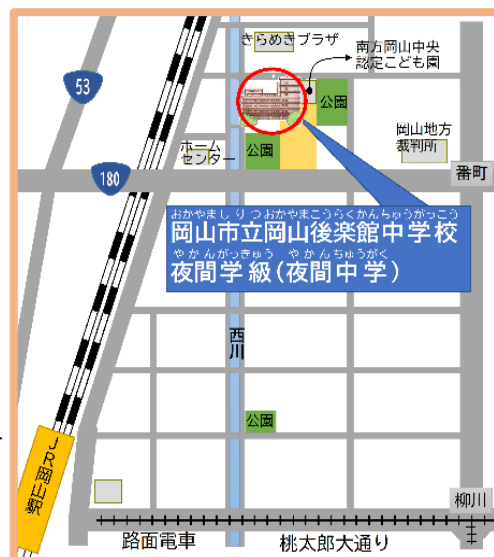 きらめきプラザ
南方岡山中央
認定こども園
53
公園
岡山地方
裁判所
ホーム
センター
公園
180
番町
おかやましりつおかやまこうらくかんちゅうがっこう
岡山市立岡山後楽館中学校
やかんがっきゅう やかんちゅうがく
夜間学級(夜間中学)
西川
公園
JR岡山駅
柳川
路面電車
桃太郎大通り